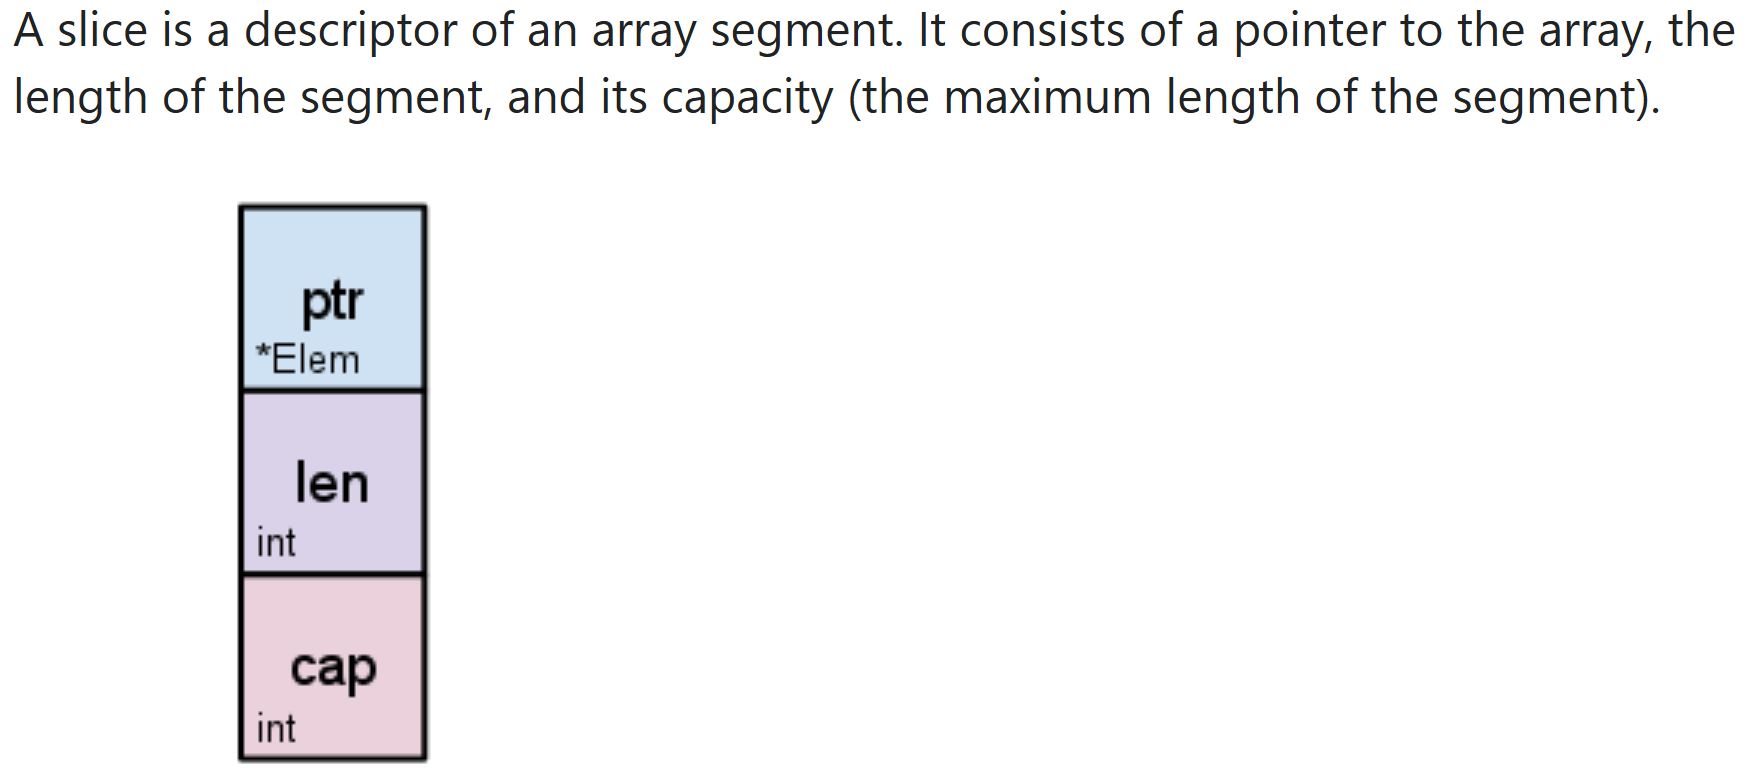 A slice is a descriptor of an array segment. It consists of a pointer to the array, the
length of the segment, and its capacity (the maximum length of the segment).
ptr
*Elem
len
int
cap
int